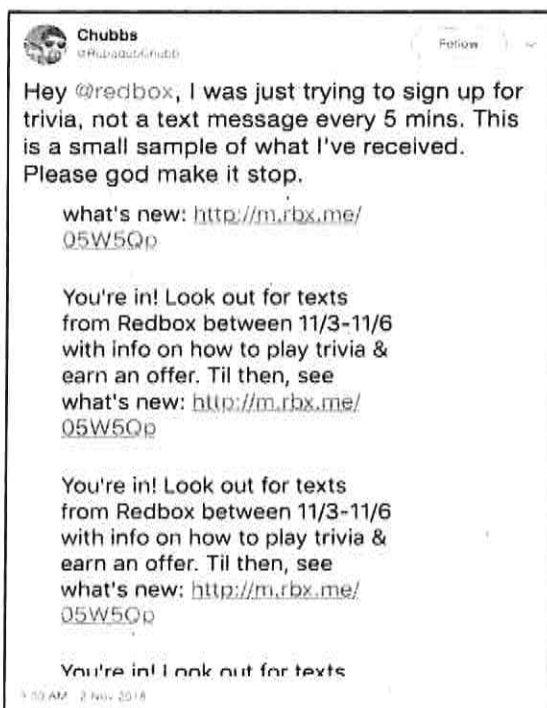 Chubbs
Follow
Hey @redbox, I was just trying to sign up for
trivia, not a text message every 5 mins. This
is a small sample of what I've received.
Please god make it stop.
what's new: http://m.rbx.me/
05W5Qp
You're in! Look out for texts
from Redbox between 11/3-11/6
with info on how to play trivia &
earn an offer. Til then, see
what's new: http://m.rbx.me/
05W5Qp
You're in! Look out for texts
from Redbox between 11/3-11/6
with info on how to play trivia &
earn an offer. Til then, see
what's new: http://m.rbx.me/
05W5Qp
You're in! Look out for texts
AM 2 Nov 2018